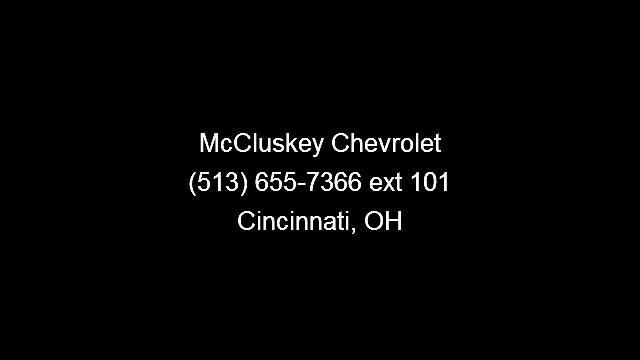 McCluskey Chevrolet
(513) 655-7366 ext 101
Cincinnati, OH